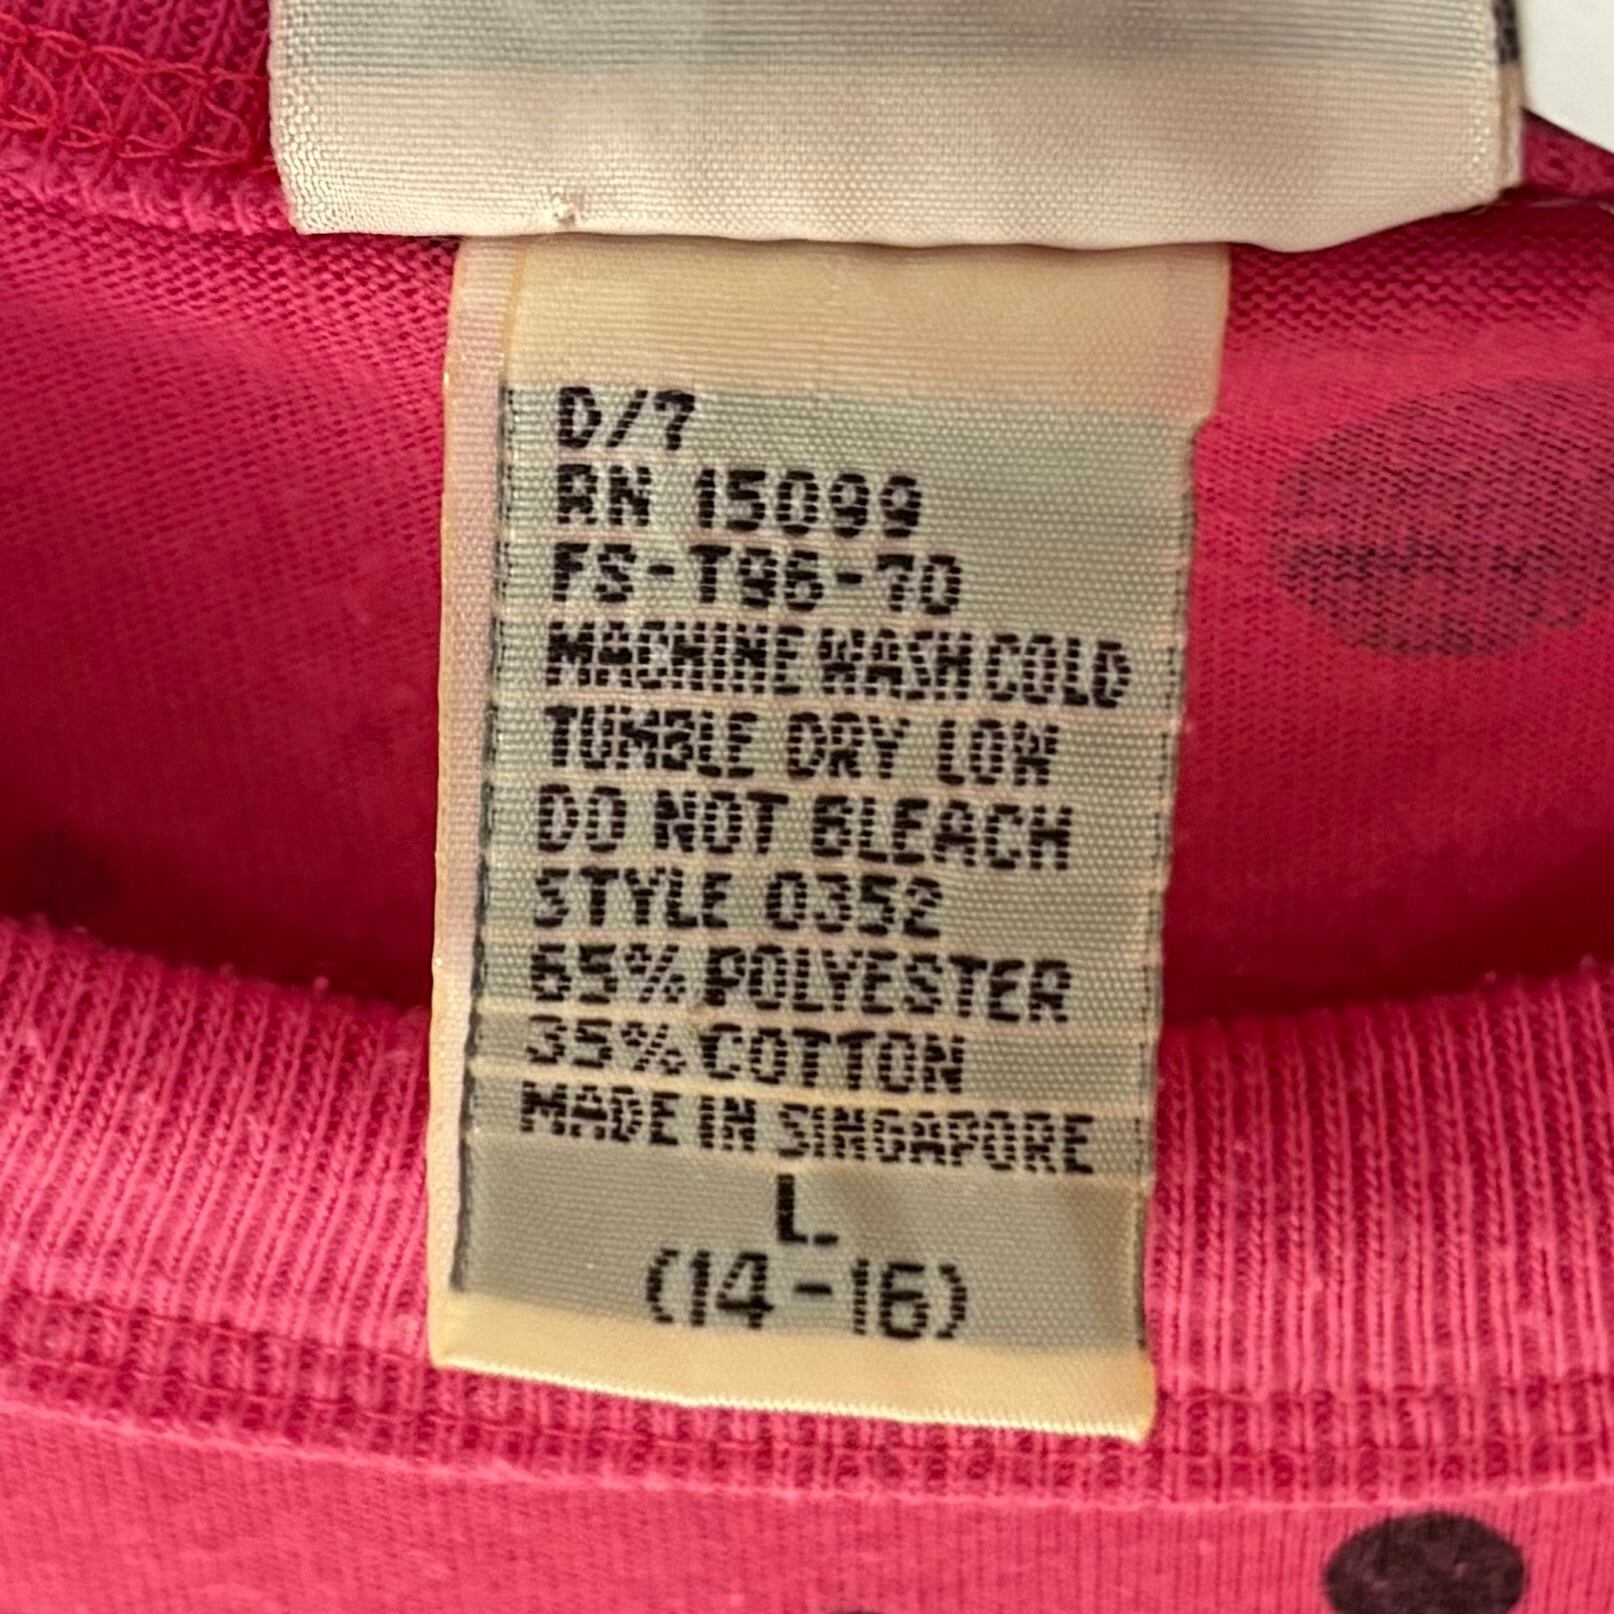 D/7
RN 15099
FS-T96-70
MACHINE WASH COLD
TUMBLE DRY LOW
DO NOT BLEACH
STYLE 0352
65% POLYESTER
35% COTTON
MADE IN SINGAPORE
L.
(14-16)